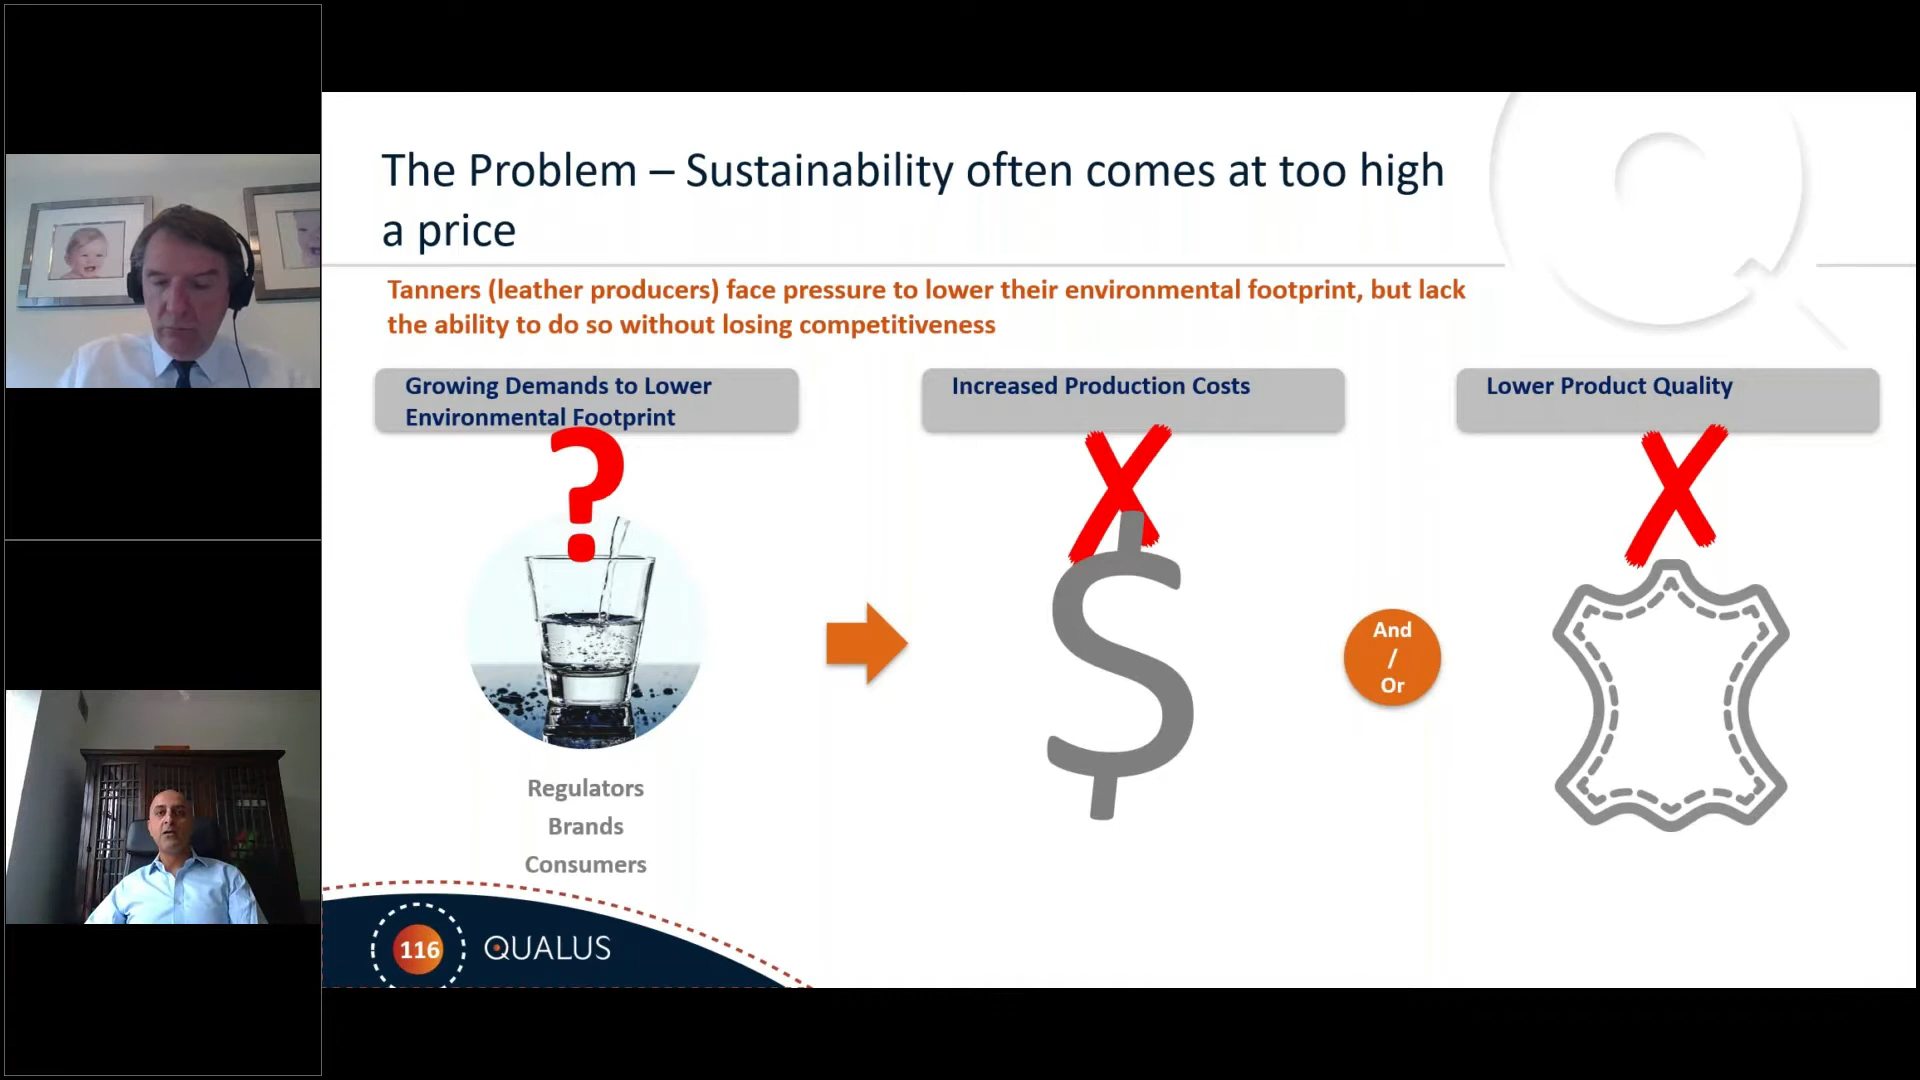 The Problem – Sustainability often comes at too high
a price
Tanners (leather producers) face pressure to lower their environmental footprint, but lack
the ability to do so without losing competitiveness
Growing Demands to Lower
Environmental Footprint
?
Increased Production Costs
$
Lower Product Quality
And
/
Or
Regulators
Brands
Consumers
116
QUALUS